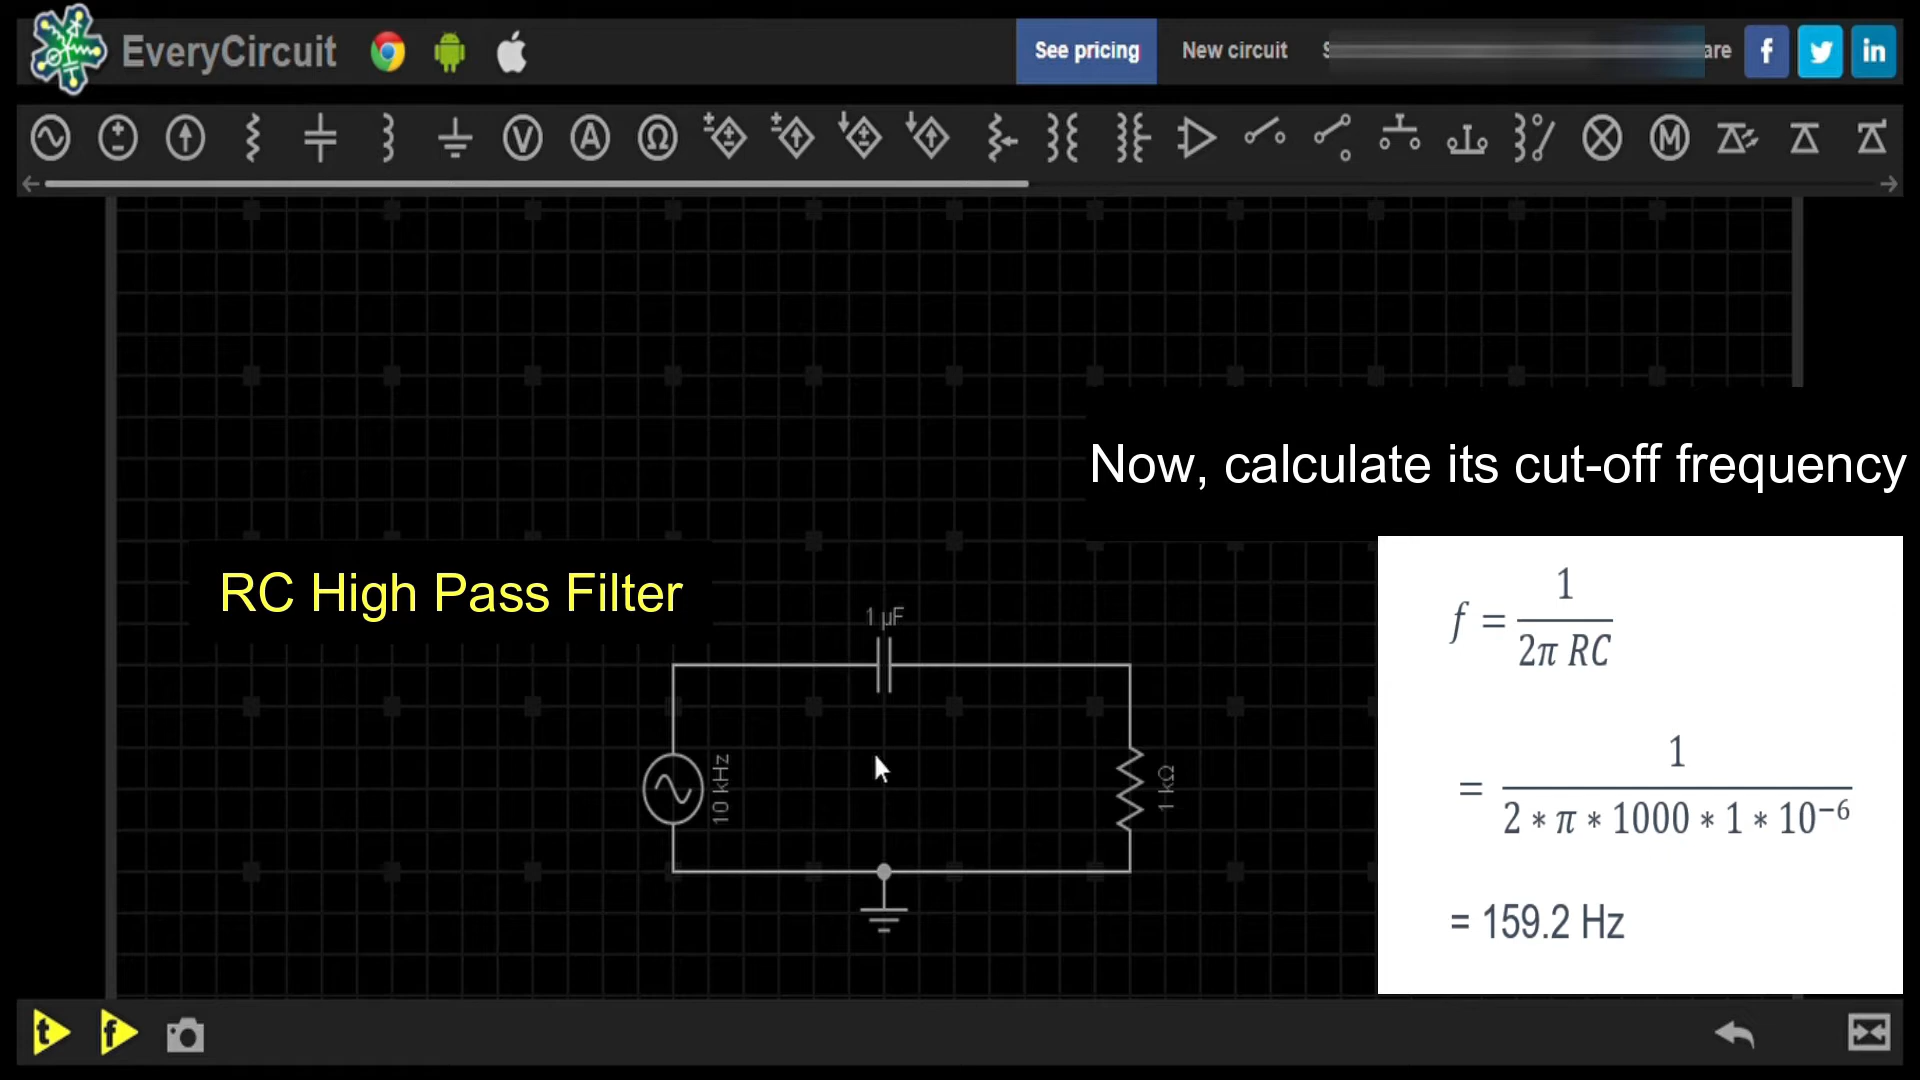 EveryCircuit
See pricing
New circuit
are
Now, calculate its cut-off frequency
RC High Pass Filter
1 µF
10 kHz
1 kΩ
f = 1 / 2π RC
= 1 / 2 * π * 1000 * 1 * 10⁻⁶
= 159.2 Hz